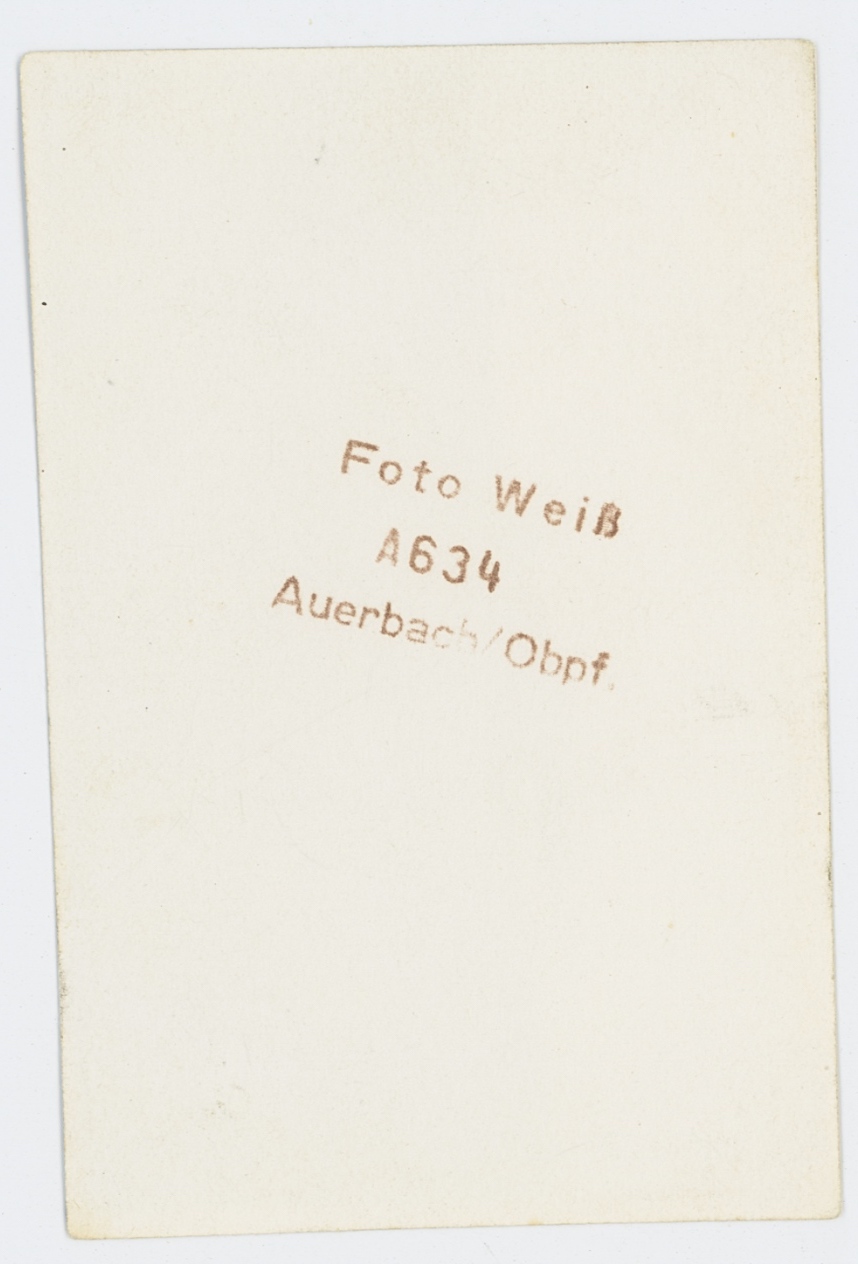 Foto Weiß
A634
Auerbach/Obpf.